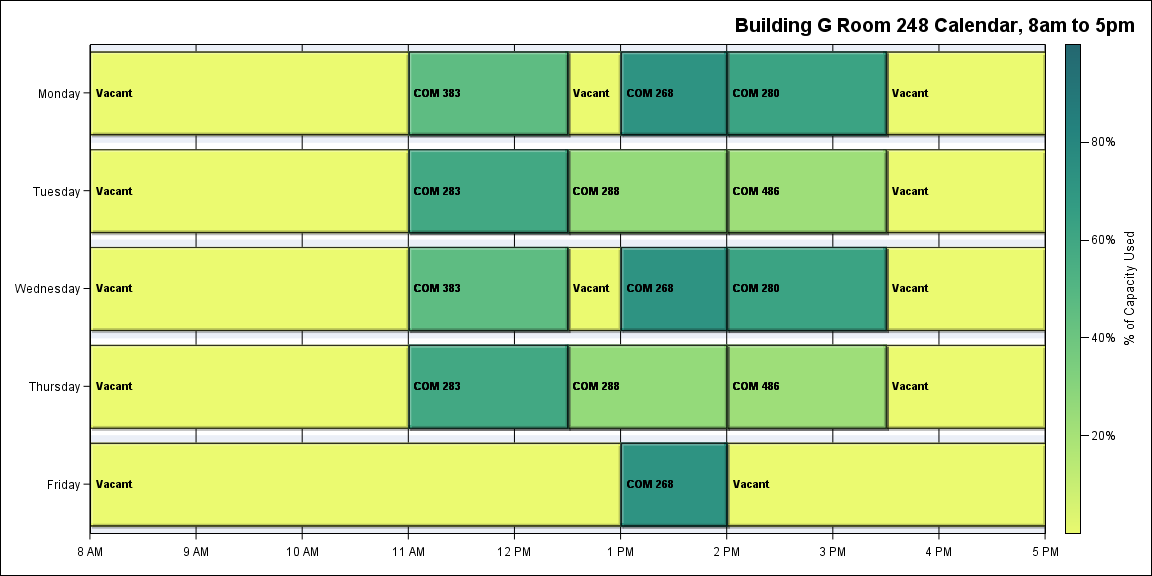 Building G Room 248 Calendar, 8am to 5pm
Monday
Vacant
COM 383
Vacant
COM 268
COM 280
Vacant
Tuesday
Vacant
COM 283
COM 288
COM 486
Vacant
Wednesday
Vacant
COM 383
Vacant
COM 268
COM 280
Vacant
Thursday
Vacant
COM 283
COM 288
COM 486
Vacant
Friday
Vacant
COM 268
Vacant
8 AM
9 AM
10 AM
11 AM
12 PM
1 PM
2 PM
3 PM
4 PM
5 PM
80%
60%
40%
20%
% of Capacity Used